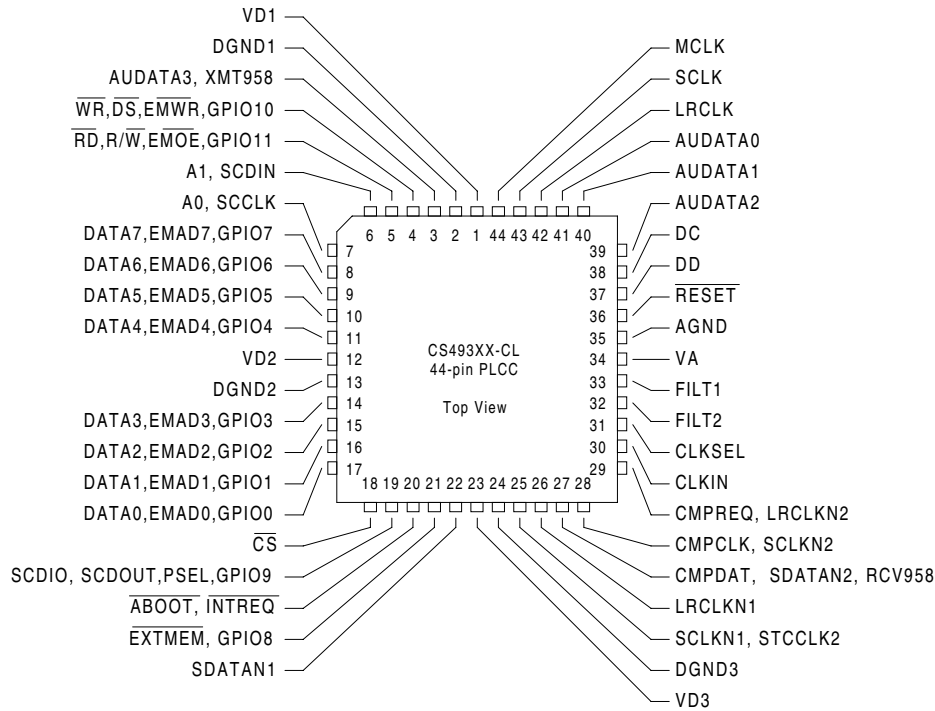 VD1
DGND1
AUDATA3, XMT958
WR,DS,EMWR,GPIO10
RD,R/W,EMOE,GPIO11
A1, SCDIN
A0, SCCLK
DATA7,EMAD7,GPIO7
DATA6,EMAD6,GPIO6
DATA5,EMAD5,GPIO5
DATA4,EMAD4,GPIO4
VD2
DGND2
DATA3,EMAD3,GPIO3
DATA2,EMAD2,GPIO2
DATA1,EMAD1,GPIO1
DATA0,EMAD0,GPIO0
CS
SCDIO, SCDOUT,PSEL,GPIO9
ABOOT, INTREQ
EXTMEM, GPIO8
SDATAN1
6 5 4 3 2 1 44 43 42 41 40
7
8
9
10
11
12
13
14
15
16
17
CS493XX-CL
44-pin PLCC
Top View
39
38
37
36
35
34
33
32
31
30
29
18 19 20 21 22 23 24 25 26 27 28
MCLK
SCLK
LRCLK
AUDATA0
AUDATA1
AUDATA2
DC
DD
RESET
AGND
VA
FILT1
FILT2
CLKSEL
CLKIN
CMPREQ, LRCLKN2
CMPCLK, SCLKN2
CMPDAT, SDATAN2, RCV958
LRCLKN1
SCLKN1, STCCLK2
DGND3
VD3